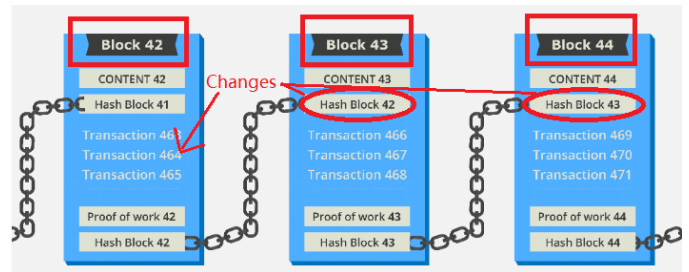 Block 42
CONTENT 42
Hash Block 41
Transaction 463
Transaction 464
Transaction 465
Proof of work 42
Hash Block 42
Changes
Block 43
CONTENT 43
Hash Block 42
Transaction 466
Transaction 467
Transaction 468
Proof of work 43
Hash Block 43
Block 44
CONTENT 44
Hash Block 43
Transaction 469
Transaction 470
Transaction 471
Proof of work 44
Hash Block 44